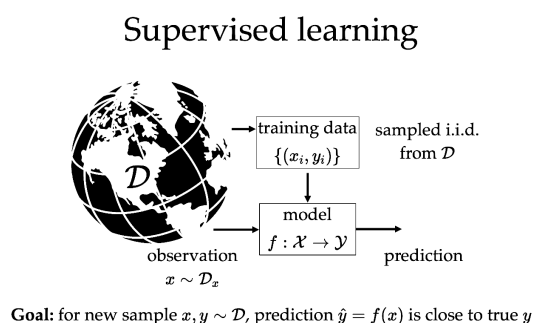 Supervised learning
training data
{(xᵢ, yᵢ)}
sampled i.i.d.
from 𝒟
𝒟
model
f : 𝒳 → 𝒴
observation
x ∼ 𝒟ₓ
prediction
Goal: for new sample x, y ∼ 𝒟, prediction ŷ = f(x) is close to true y